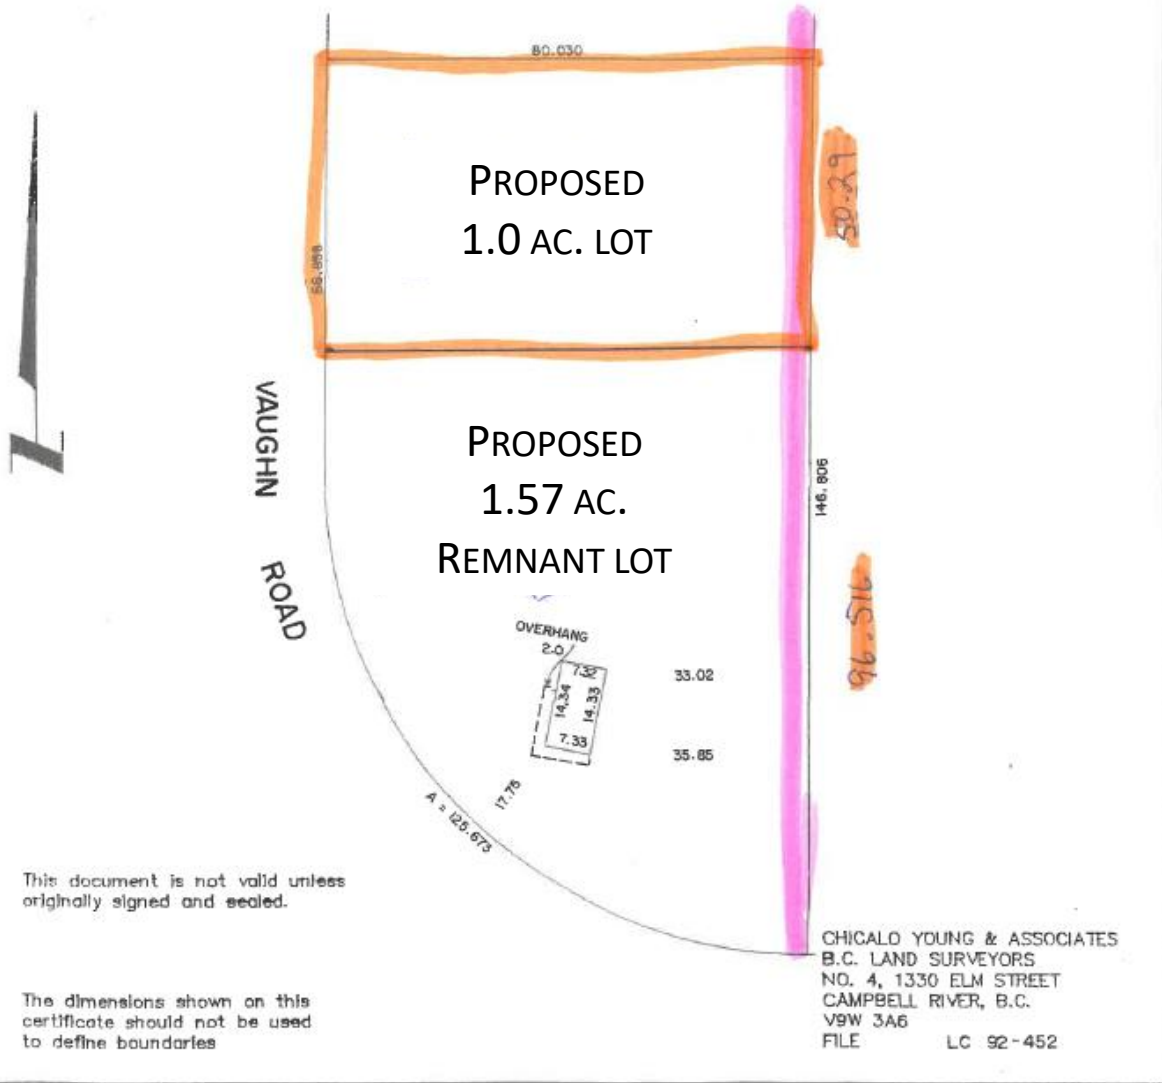 80.030
PROPOSED
1.0 AC. LOT
50.29
66.858
VAUGHN
ROAD
PROPOSED
1.57 AC.
REMNANT LOT
146.806
96.516
OVERHANG
2.0
7.32
14.34
14.33
7.33
33.02
35.85
17.75
A = 125.673
This document is not valid unless
originally signed and sealed.
The dimensions shown on this
certificate should not be used
to define boundaries
CHICALO YOUNG & ASSOCIATES
B.C. LAND SURVEYORS
NO. 4, 1330 ELM STREET
CAMPBELL RIVER, B.C.
V9W 3A6
FILE LC 92-452